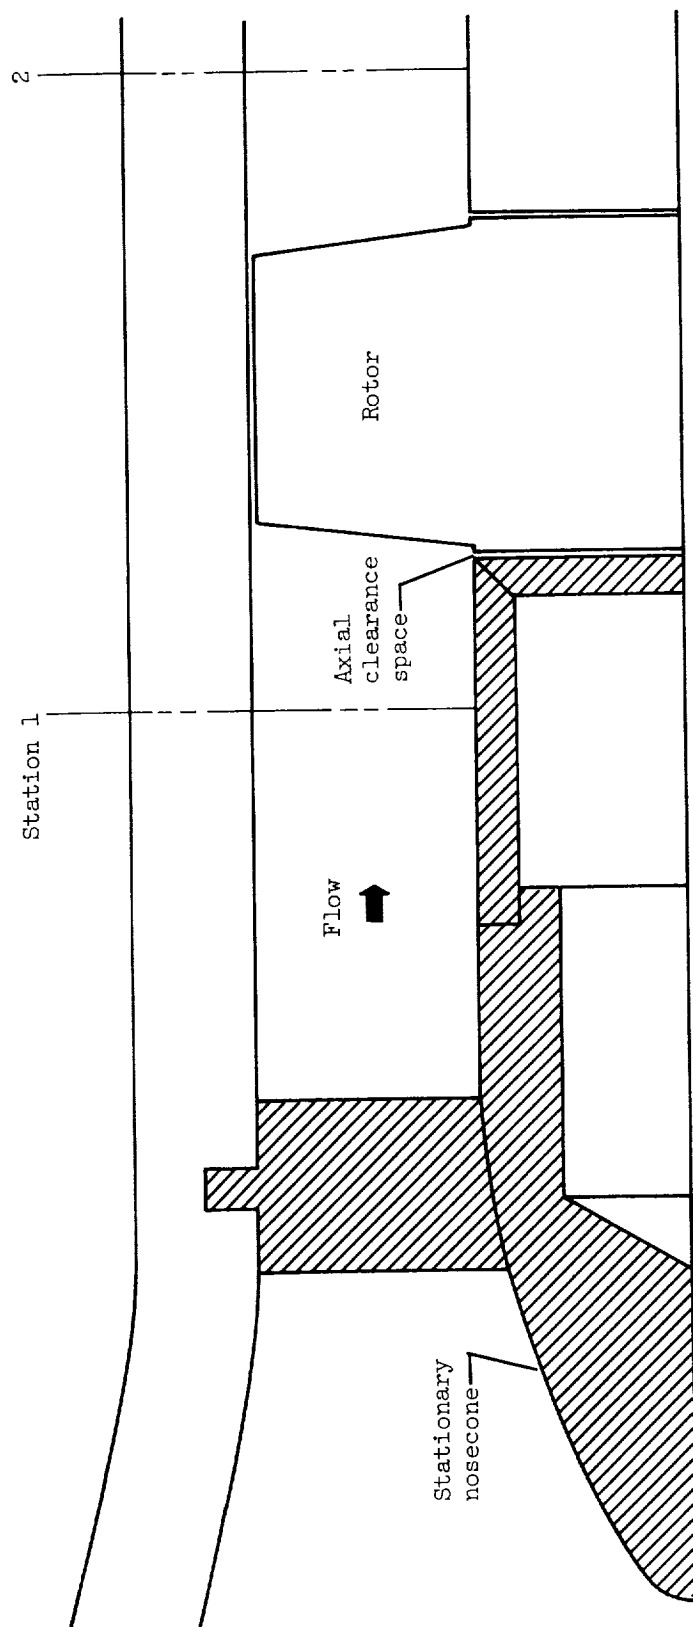 Station 1
2
Flow
Axial
clearance
space
Rotor
Stationary
nosecone